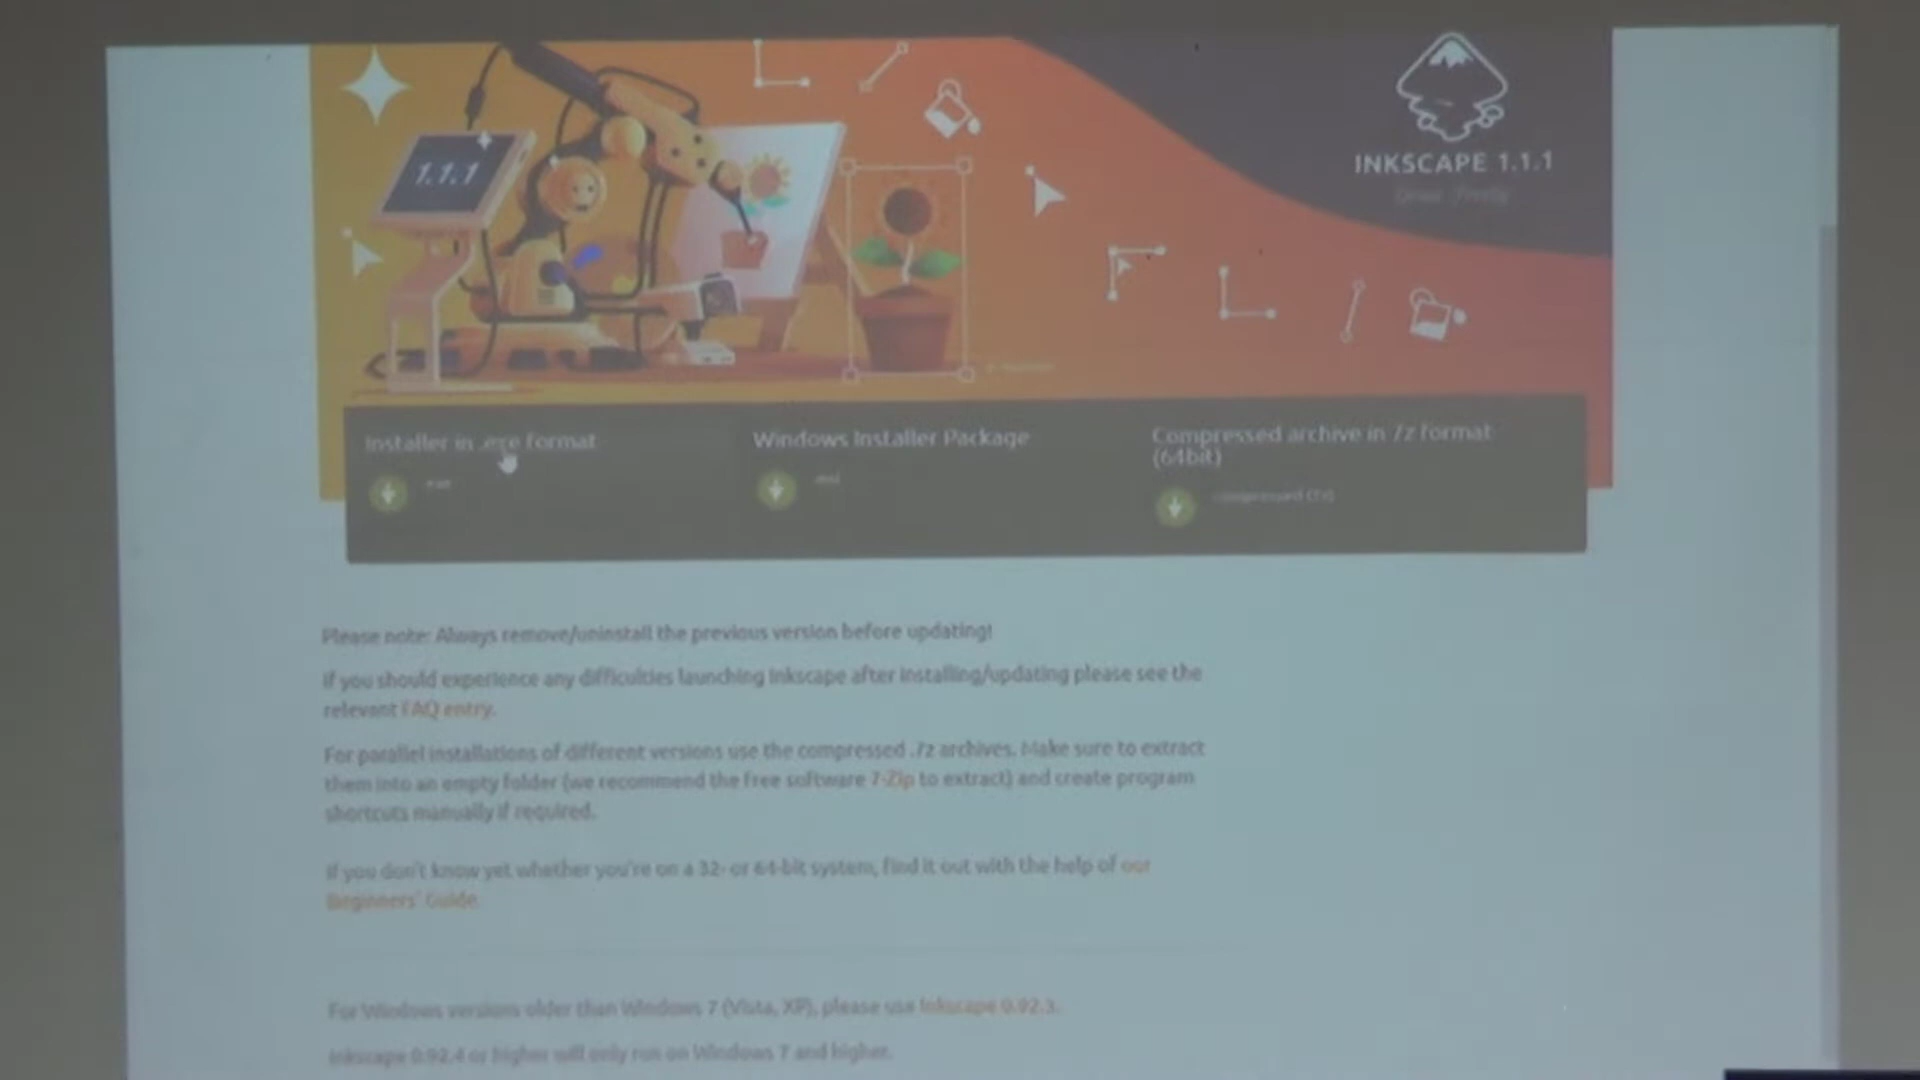 1.1.1
INKSCAPE 1.1.1
Draw Freely
Installer in .exe format
Windows Installer Package
Compressed archive in 7z format
(64bit)
exe
msi
compressed (7z)
Please note: Always remove/uninstall the previous version before updating!
If you should experience any difficulties launching Inkscape after installing/updating please see the
relevant FAQ entry.
For parallel installations of different versions use the compressed .7z archives. Make sure to extract
them into an empty folder (we recommend the free software 7-Zip to extract) and create program
shortcuts manually if required.
If you don't know yet whether you're on a 32- or 64-bit system, find it out with the help of our
Beginners' Guide.
For Windows versions older than Windows 7 (Vista, XP), please use Inkscape 0.92.3.
Inkscape 0.92.4 or higher will only run on Windows 7 and higher.